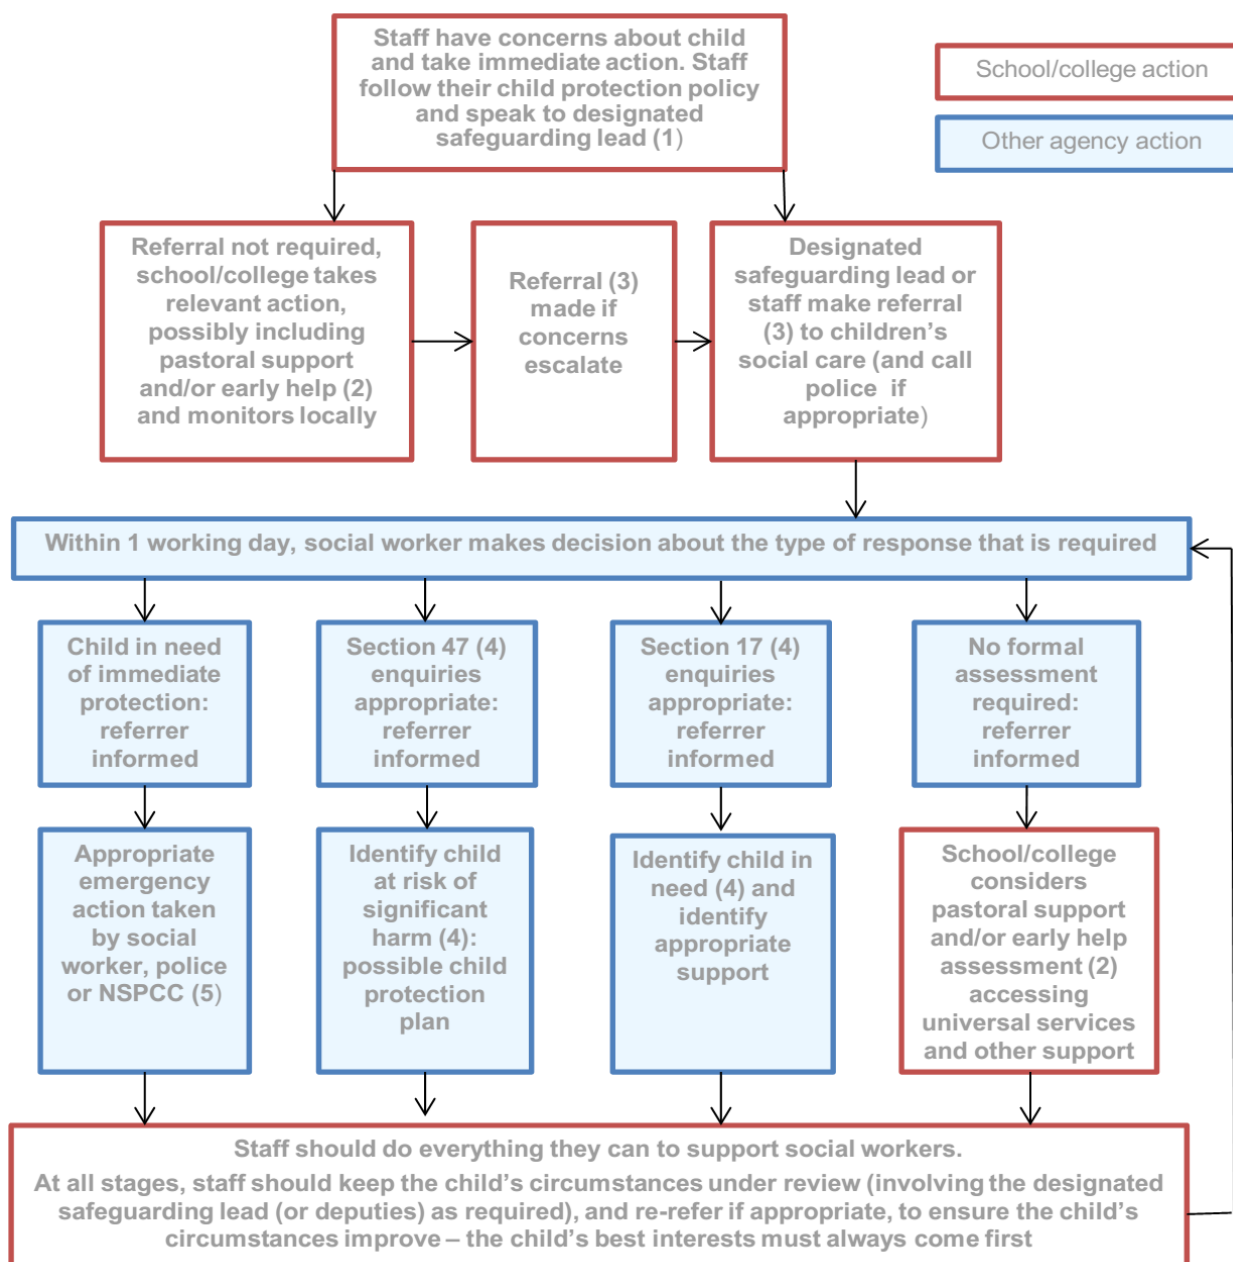 Staff have concerns about child
and take immediate action. Staff
follow their child protection policy
and speak to designated
safeguarding lead (1)
School/college action
Other agency action
Referral not required,
school/college takes
relevant action,
possibly including
pastoral support
and/or early help (2)
and monitors locally
Referral (3)
made if
concerns
escalate
Designated
safeguarding lead or
staff make referral
(3) to children’s
social care (and call
police if
appropriate)
Within 1 working day, social worker makes decision about the type of response that is required
Child in need
of immediate
protection:
referrer
informed
Section 47 (4)
enquiries
appropriate:
referrer
informed
Section 17 (4)
enquiries
appropriate:
referrer
informed
No formal
assessment
required:
referrer
informed
Appropriate
emergency
action taken
by social
worker, police
or NSPCC (5)
Identify child
at risk of
significant
harm (4):
possible child
protection
plan
Identify child in
need (4) and
identify
appropriate
support
School/college
considers
pastoral support
and/or early help
assessment (2)
accessing
universal services
and other support
Staff should do everything they can to support social workers.
At all stages, staff should keep the child’s circumstances under review (involving the designated
safeguarding lead (or deputies) as required), and re-refer if appropriate, to ensure the child’s
circumstances improve – the child’s best interests must always come first